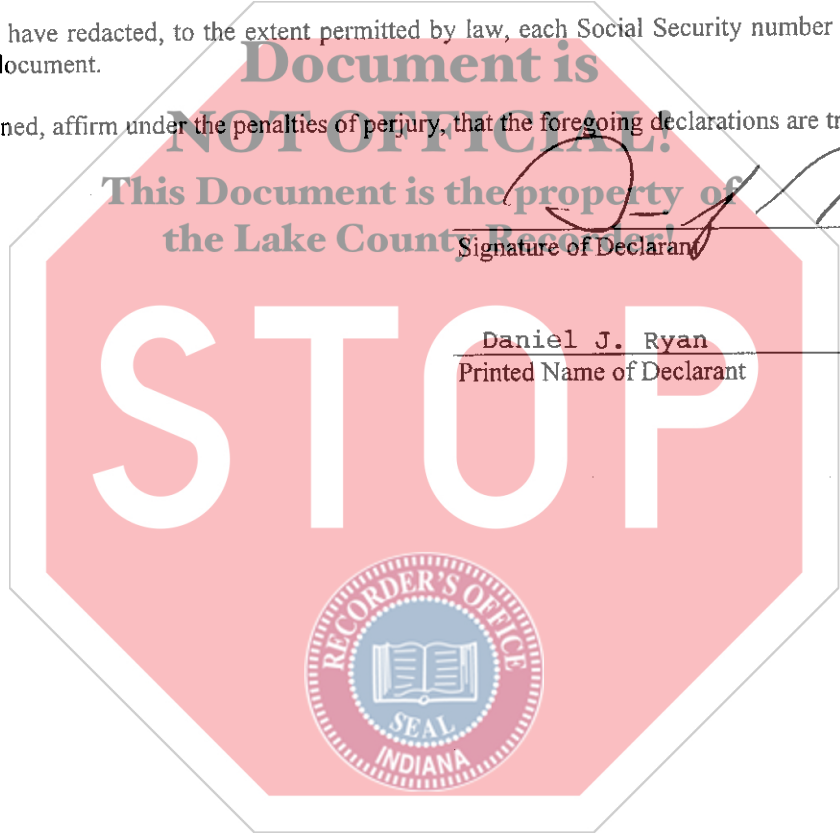 have redacted, to the extent permitted by law, each Social Security number
document.
Document is
ned, affirm under the penalties of perjury, that the foregoing declarations are tr
NOT OFFICIAL!
This Document is the property of
the Lake County Recorder!
Signature of Declarant
Daniel J. Ryan
Printed Name of Declarant
STOP
RECORDER'S OFFICE
SEAL
INDIANA